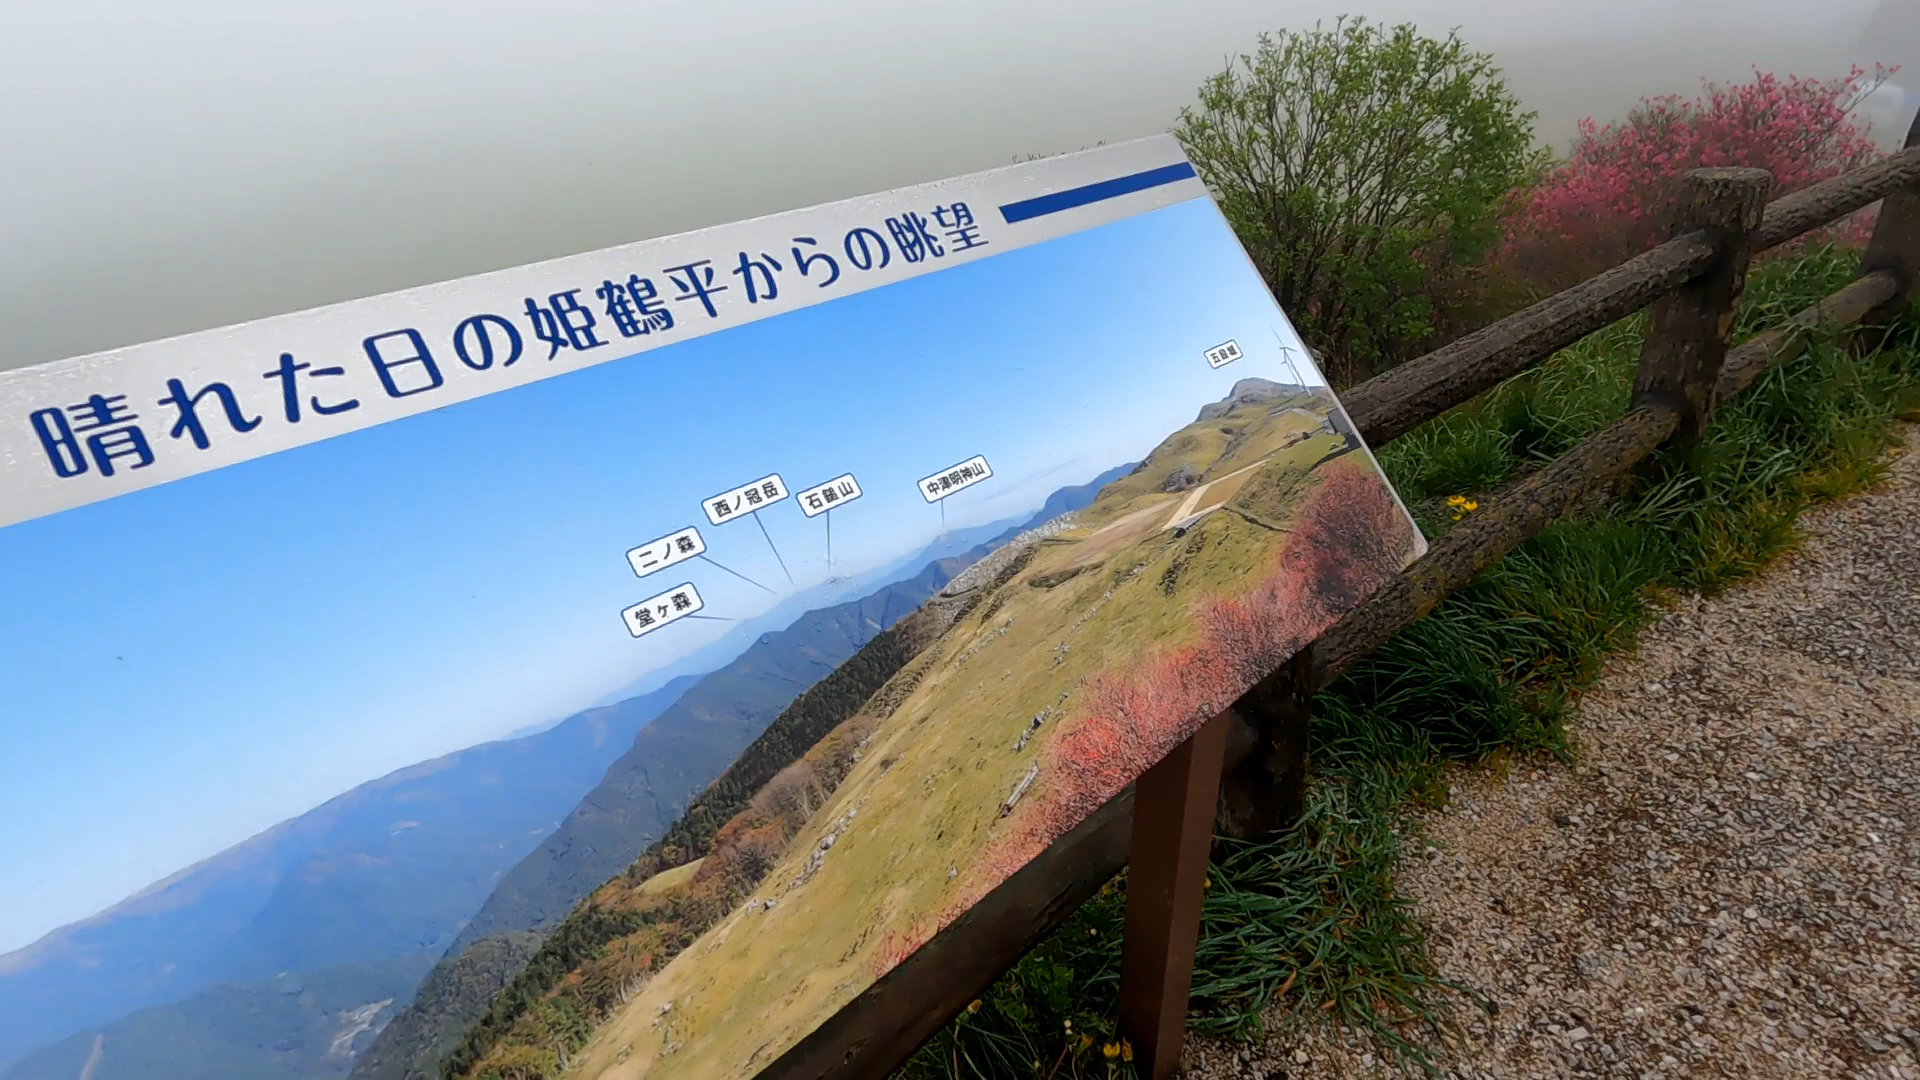 晴れた日の姫鶴平からの眺望
五段城
中津明神山
石鎚山
西ノ冠岳
二ノ森
堂ヶ森